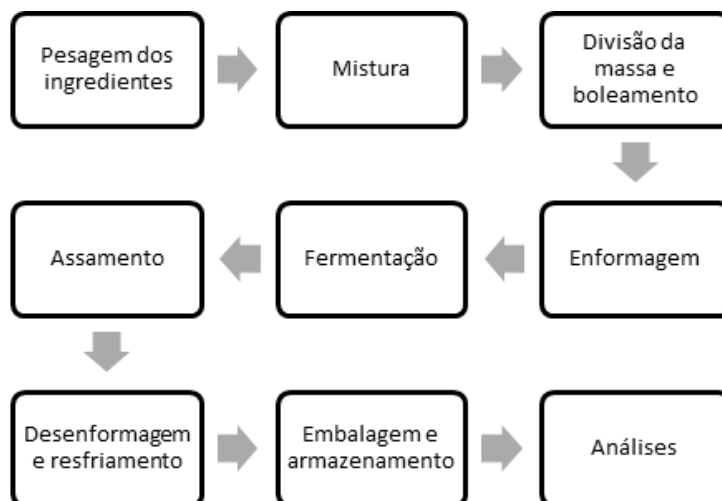 Pesagem dos
ingredientes
Mistura
Divisão da
massa e
boleamento
Enformagem
Fermentação
Assamento
Desenformagem
e resfriamento
Embalagem e
armazenamento
Análises